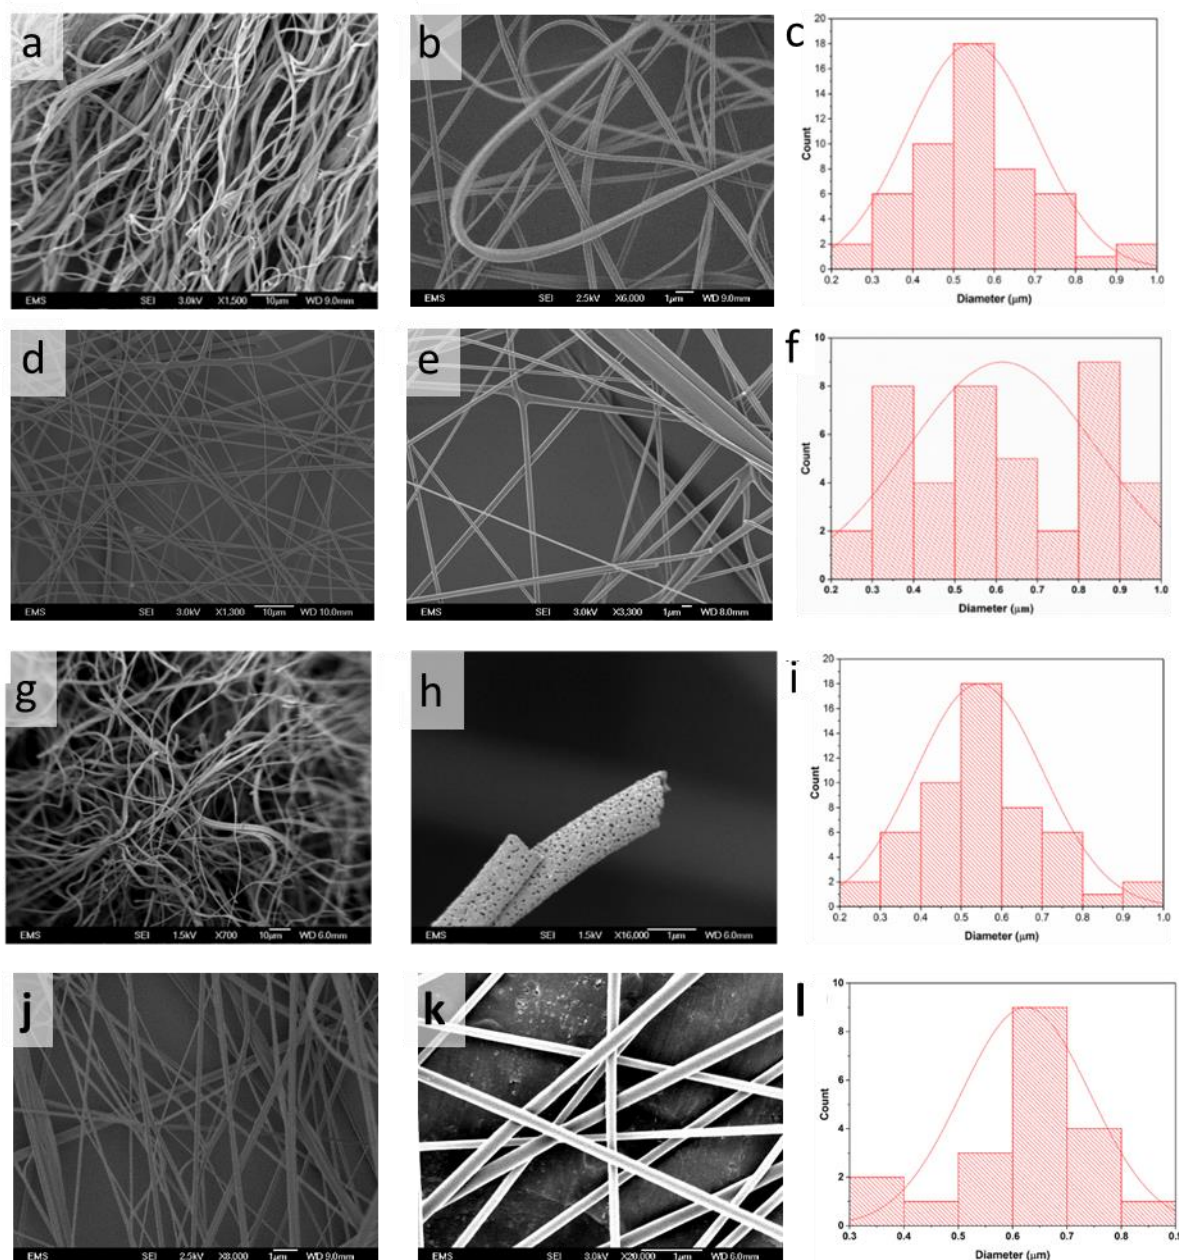 a
EMS SEI 3.0kV X1,500 10µm WD 9.0mm
b
EMS SEI 2.5kV X6,000 1µm WD 9.0mm
c
20
18
16
14
12
10
8
6
4
2
0
Count
0.2 0.3 0.4 0.5 0.6 0.7 0.8 0.9 1.0
Diameter (µm)
d
EMS SEI 3.0kV X1,300 10µm WD 10.0mm
e
EMS SEI 3.0kV X3,300 1µm WD 8.0mm
f
10
8
6
4
2
0
Count
0.2 0.3 0.4 0.5 0.6 0.7 0.8 0.9 1.0
Diameter (µm)
g
EMS SEI 1.5kV X700 10µm WD 6.0mm
h
EMS SEI 1.5kV X16,000 1µm WD 6.0mm
i
20
18
16
14
12
10
8
6
4
2
0
Count
0.2 0.3 0.4 0.5 0.6 0.7 0.8 0.9 1.0
Diameter (µm)
j
EMS SEI 2.5kV X8,000 1µm WD 9.0mm
k
EMS SEI 3.0kV X20,000 1µm WD 6.0mm
l
10
8
6
4
2
0
Count
0.3 0.4 0.5 0.6 0.7 0.8 0.9
Diameter (µm)